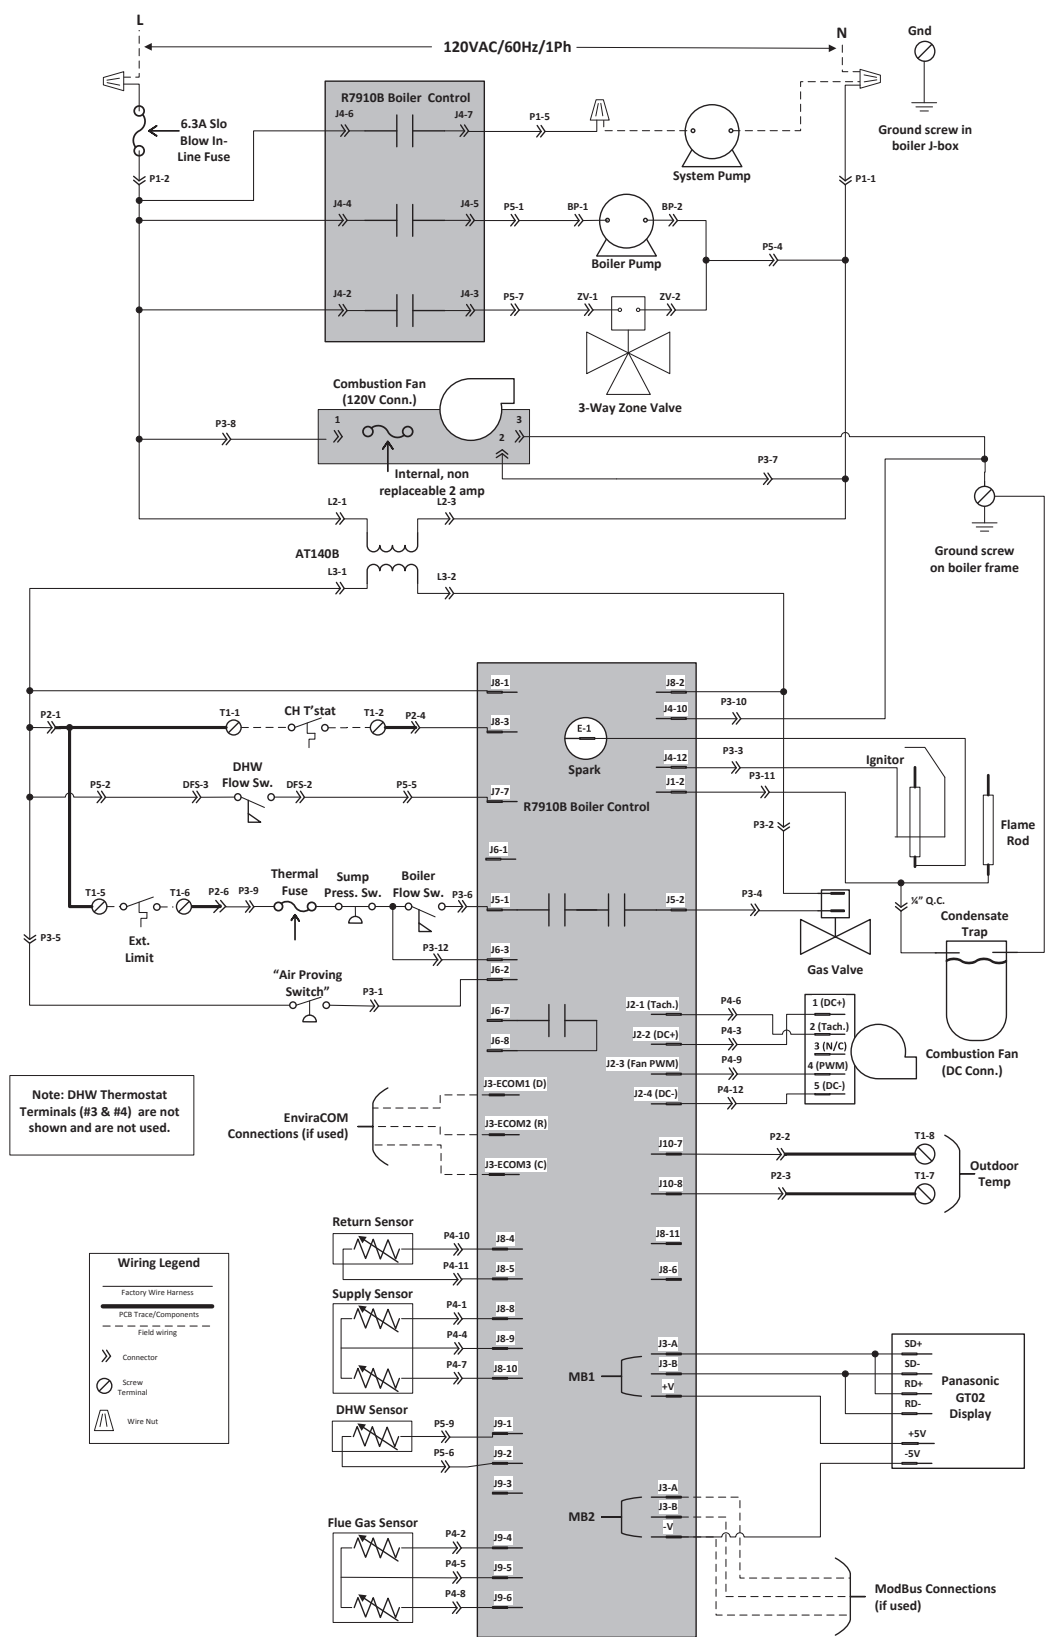 L
120VAC/60Hz/1Ph
N
Gnd
R7910B Boiler Control
J4-6
J4-7
P1-5
6.3A Slo
Blow In-
Line Fuse
Ground screw in
boiler J-box
System Pump
P1-2
P1-1
J4-4
J4-5
P5-1
BP-1
BP-2
Boiler Pump
P5-4
J4-2
J4-3
P5-7
ZV-1
ZV-2
3-Way Zone Valve
Combustion Fan
(120V Conn.)
P3-8
1
3
2
Internal, non
replaceable 2 amp
P3-7
L2-1
L2-3
Ground screw
on boiler frame
AT140B
L3-1
L3-2
J8-1
J8-2
P2-1
T1-1
CH T'stat
T1-2
P2-4
J8-3
J4-10
P3-10
E-1
Spark
J4-12
P3-3
Ignitor
P5-2
DFS-3
DHW
Flow Sw.
DFS-2
P5-5
J7-7
J1-2
P3-11
R7910B Boiler Control
P3-2
Flame
Rod
J6-1
T1-5
T1-6
P2-6
P3-9
Thermal
Fuse
Sump
Press. Sw.
Boiler
Flow Sw.
P3-6
J5-1
J5-2
P3-4
Gas Valve
¼” Q.C.
Condensate
Trap
P3-5
Ext.
Limit
P3-12
J6-3
J6-2
“Air Proving
Switch”
P3-1
J6-7
J6-8
J2-1 (Tach.)
P4-6
1 (DC+)
J2-2 (DC+)
P4-3
2 (Tach.)
3 (N/C)
J2-3 (Fan PWM)
P4-9
4 (PWM)
J2-4 (DC-)
P4-12
5 (DC-)
Combustion Fan
(DC Conn.)
Note: DHW Thermostat
Terminals (#3 & #4) are not
shown and are not used.
EnviraCOM
Connections (if used)
J3-ECOM1 (D)
J3-ECOM2 (R)
J3-ECOM3 (C)
J10-7
P2-2
T1-8
J10-8
P2-3
T1-7
Outdoor
Temp
Return Sensor
P4-10
J8-4
P4-11
J8-5
J8-11
J8-6
Wiring Legend
Factory Wire Harness
PCB Trace/Components
Field wiring
Connector
Screw
Terminal
Wire Nut
Supply Sensor
P4-1
J8-8
P4-4
J8-9
P4-7
J8-10
MB1
J3-A
J3-B
+V
SD+
SD-
RD+
RD-
+5V
-5V
Panasonic
GT02
Display
DHW Sensor
P5-9
J9-1
P5-6
J9-2
J9-3
MB2
J3-A
J3-B
-V
Flue Gas Sensor
P4-2
J9-4
P4-5
J9-5
P4-8
J9-6
ModBus Connections
(if used)